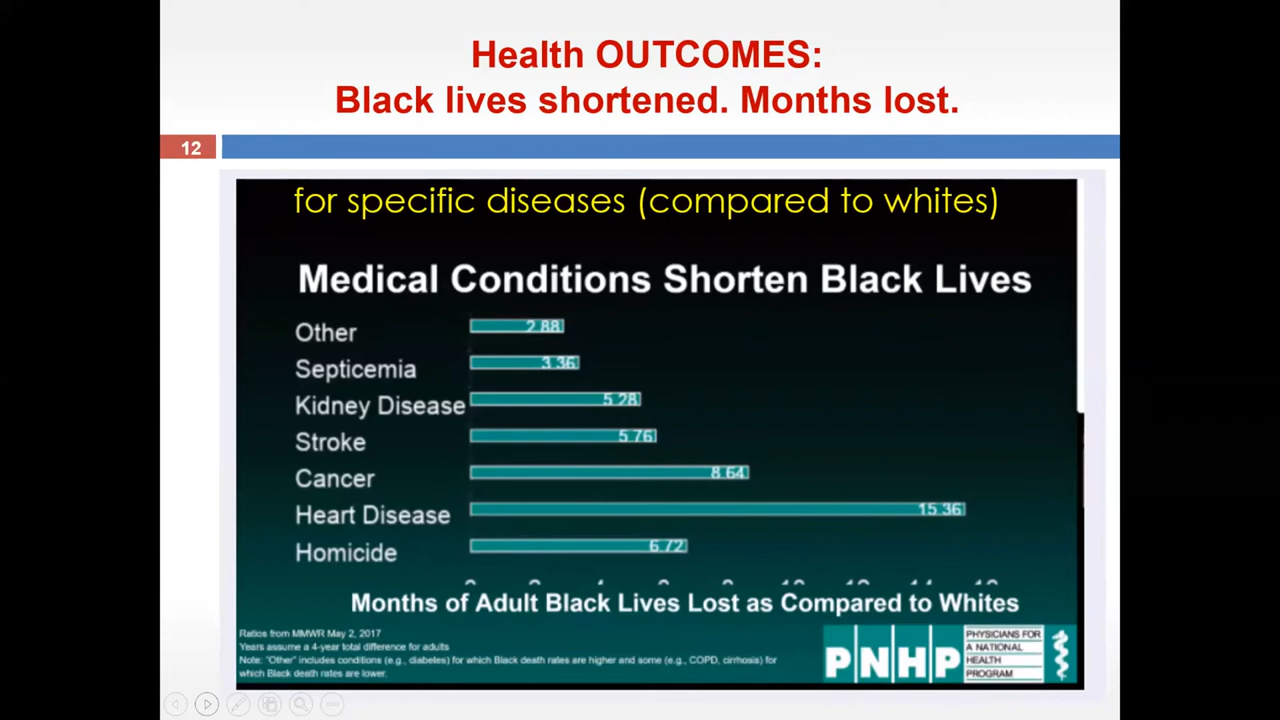 Health OUTCOMES:
Black lives shortened. Months lost.
12
for specific diseases (compared to whites)
Medical Conditions Shorten Black Lives
Other 2.88
Septicemia 3.36
Kidney Disease 5.28
Stroke 5.76
Cancer 8.64
Heart Disease 15.36
Homicide 6.72
Months of Adult Black Lives Lost as Compared to Whites
Ratios from MMWR May 2, 2017
Years assume a 4-year total difference for adults
Note: "Other" includes conditions (e.g., diabetes) for which Black death rates are higher and some (e.g., COPD, cirrhosis) for
which Black death rates are lower.
PNHP
PHYSICIANS FOR
A NATIONAL
HEALTH
PROGRAM